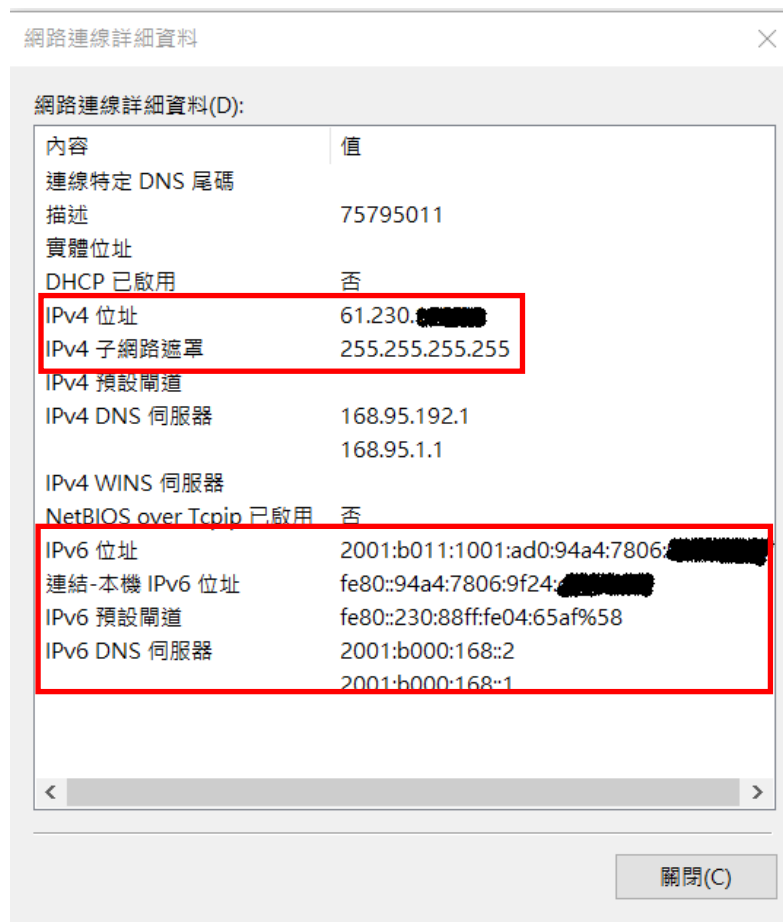 網路連線詳細資料
網路連線詳細資料(D):
內容 值
連線特定 DNS 尾碼
描述 75795011
實體位址
DHCP 已啟用 否
IPv4 位址 61.230.
IPv4 子網路遮罩 255.255.255.255
IPv4 預設閘道
IPv4 DNS 伺服器 168.95.192.1
168.95.1.1
IPv4 WINS 伺服器
NetBIOS over Tcpip 已啟用 否
IPv6 位址 2001:b011:1001:ad0:94a4:7806:
連結-本機 IPv6 位址 fe80::94a4:7806:9f24:
IPv6 預設閘道 fe80::230:88ff:fe04:65af%58
IPv6 DNS 伺服器 2001:b000:168::2
2001:b000:168::1
關閉(C)